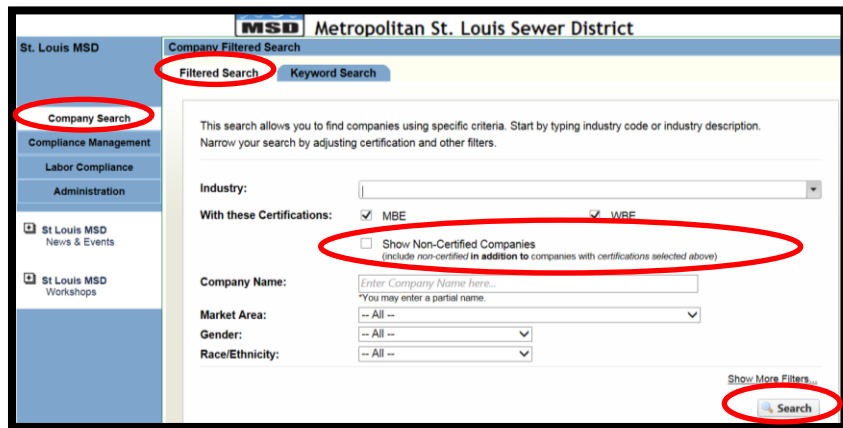 MSD Metropolitan St. Louis Sewer District
St. Louis MSD
Company Filtered Search
Filtered Search Keyword Search
Company Search
Compliance Management
Labor Compliance
Administration
St Louis MSD
News & Events
St Louis MSD
Workshops
This search allows you to find companies using specific criteria. Start by typing industry code or industry description.
Narrow your search by adjusting certification and other filters.
Industry:
With these Certifications: MBE WBE
Show Non-Certified Companies
(include non-certified in addition to companies with certifications selected above)
Company Name: Enter Company Name here...
*You may enter a partial name.
Market Area: -- All --
Gender: -- All --
Race/Ethnicity: -- All --
Show More Filters...
Search